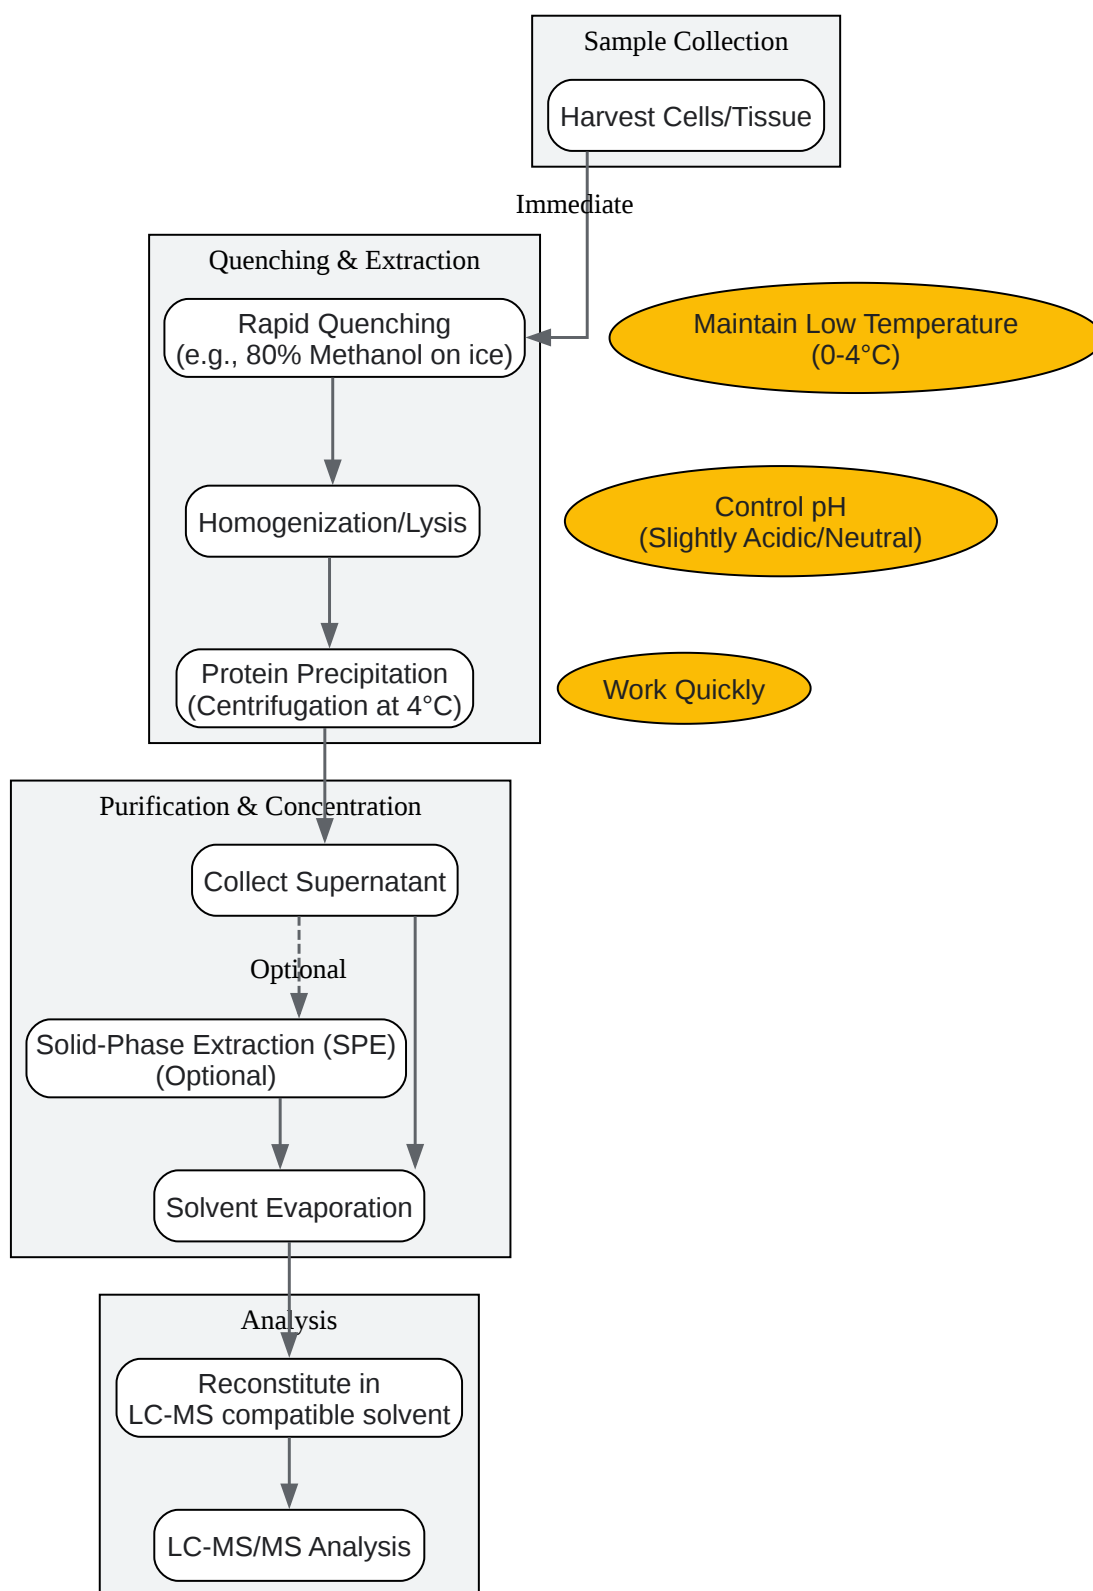 Sample Collection
Harvest Cells/Tissue
Immediate
Quenching & Extraction
Rapid Quenching
(e.g., 80% Methanol on ice)
Maintain Low Temperature
(0-4°C)
Homogenization/Lysis
Control pH
(Slightly Acidic/Neutral)
Protein Precipitation
(Centrifugation at 4°C)
Work Quickly
Purification & Concentration
Collect Supernatant
Optional
Solid-Phase Extraction (SPE)
(Optional)
Solvent Evaporation
Analysis
Reconstitute in
LC-MS compatible solvent
LC-MS/MS Analysis